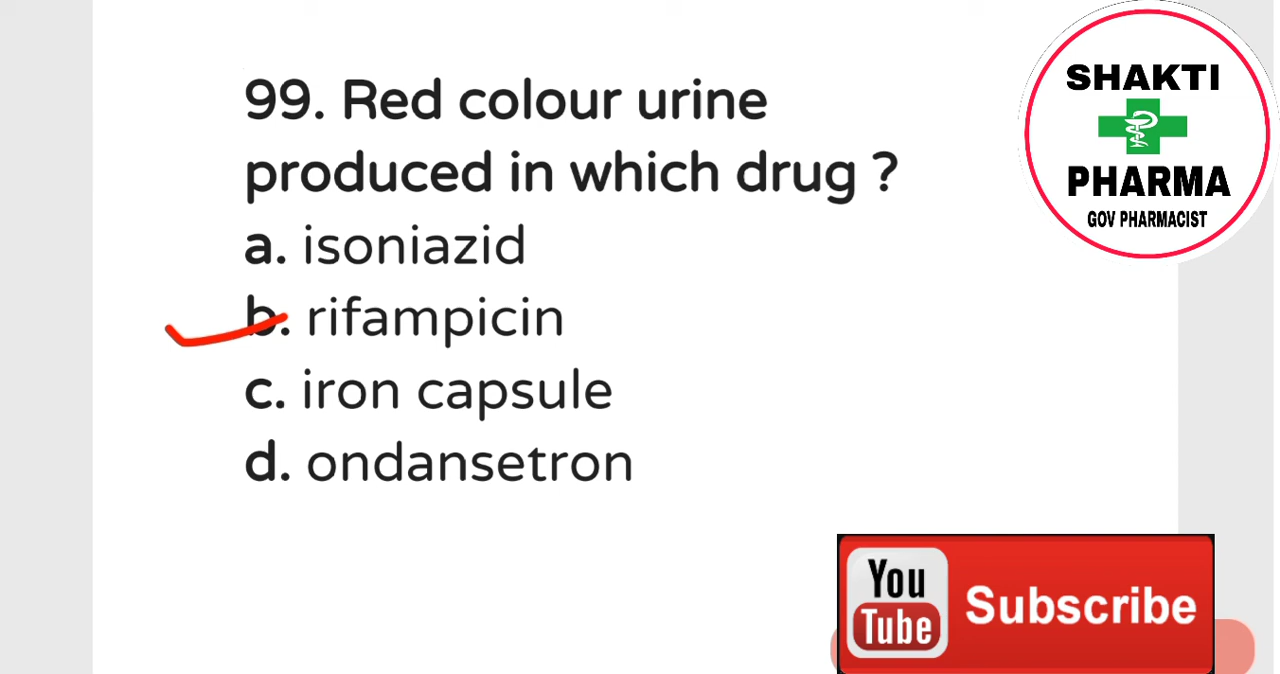 99. Red colour urine
produced in which drug ?
a. isoniazid
b. rifampicin
c. iron capsule
d. ondansetron
SHAKTI
PHARMA
GOV PHARMACIST
You
Tube
Subscribe